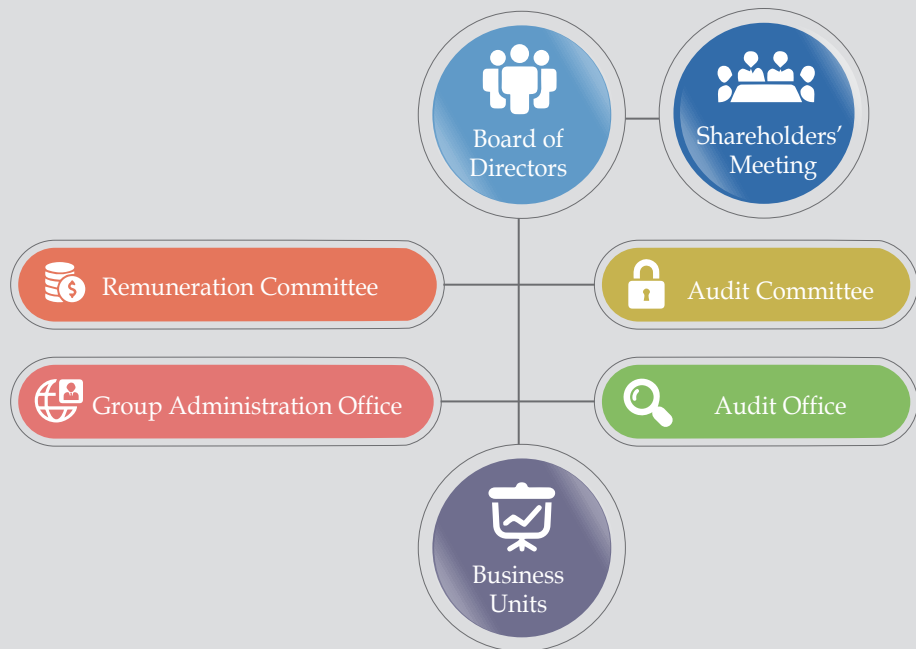 Board of
Directors
Shareholders'
Meeting
Remuneration Committee
Audit Committee
Group Administration Office
Audit Office
Business
Units